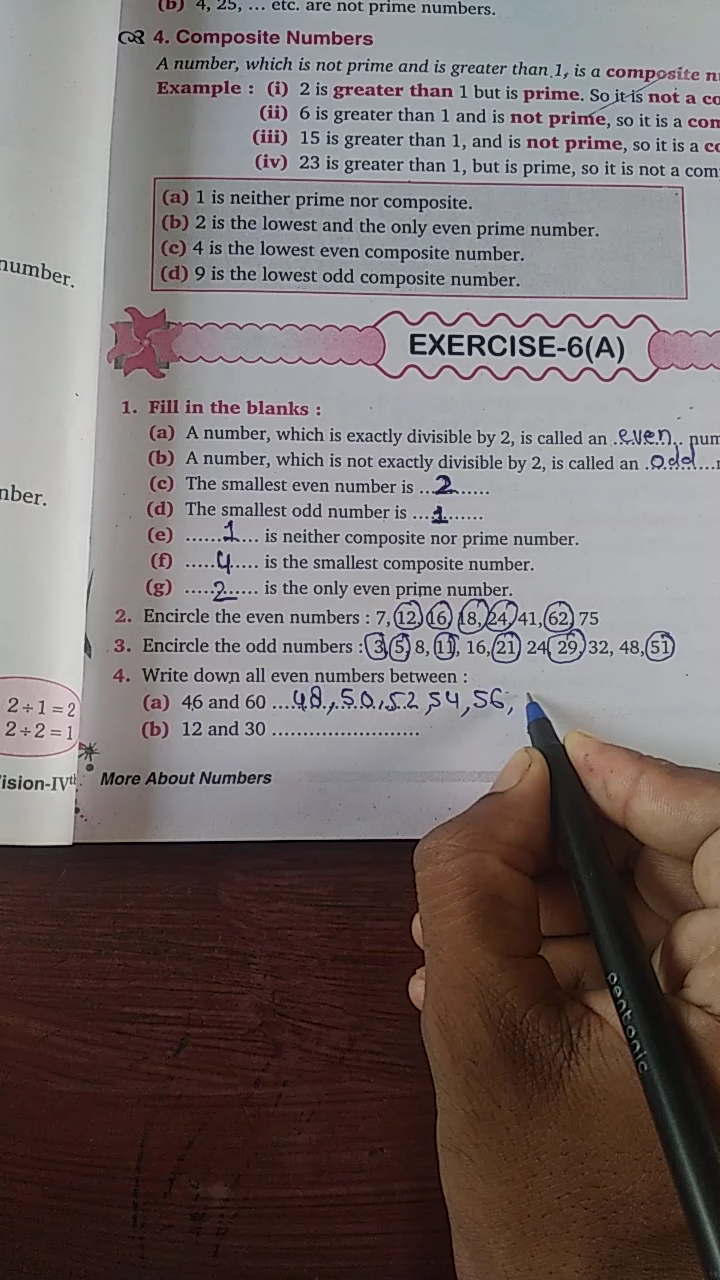 (b) 4, 25, ... etc. are not prime numbers.
4. Composite Numbers
A number, which is not prime and is greater than 1, is a composite
Example : (i) 2 is greater than 1 but is prime. So it is not a
(ii) 6 is greater than 1 and is not prime, so it is a
(iii) 15 is greater than 1, and is not prime, so it is a
(iv) 23 is greater than 1, but is prime, so it is not a
(a) 1 is neither prime nor composite.
(b) 2 is the lowest and the only even prime number.
(c) 4 is the lowest even composite number.
(d) 9 is the lowest odd composite number.
number.
EXERCISE-6(A)
1. Fill in the blanks :
(a) A number, which is exactly divisible by 2, is called an .even.. num
(b) A number, which is not exactly divisible by 2, is called an .odd....
(c) The smallest even number is ...2......
(d) The smallest odd number is ...1.......
(e) ......1.... is neither composite nor prime number.
(f) .....4..... is the smallest composite number.
(g) .....2..... is the only even prime number.
2. Encircle the even numbers : 7, 12, 16, 18, 24, 41, 62, 75
3. Encircle the odd numbers : 3, 5, 8, 11, 16, 21, 24, 29, 32, 48, 51
4. Write down all even numbers between :
(a) 46 and 60 ....48, 50, 52, 54, 56,
(b) 12 and 30 ........................
2÷1=2
2÷2=1
More About Numbers